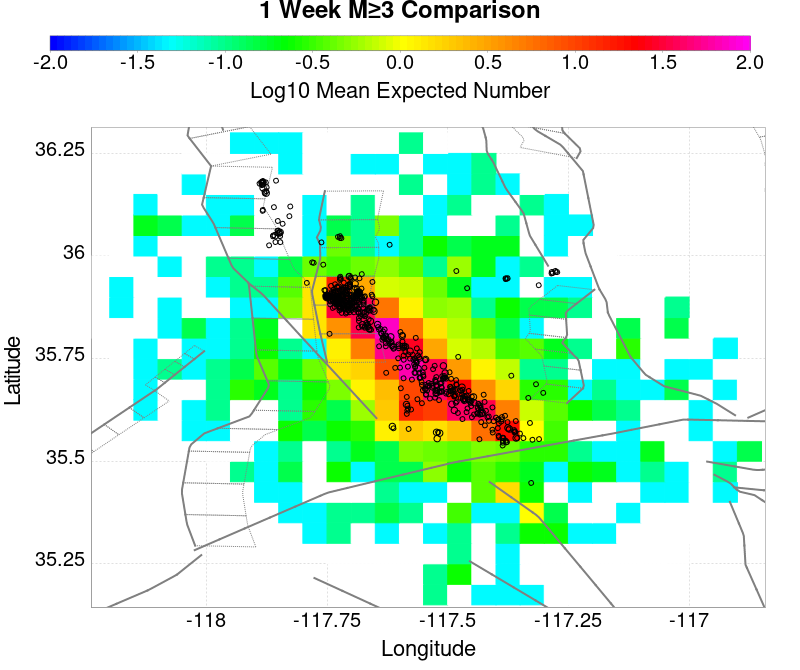 1 Week M≥3 Comparison
-2.0 -1.5 -1.0 -0.5 0.0 0.5 1.0 1.5 2.0
Log10 Mean Expected Number
36.25
36
35.75
35.5
35.25
Latitude
-118 -117.75 -117.5 -117.25 -117
Longitude